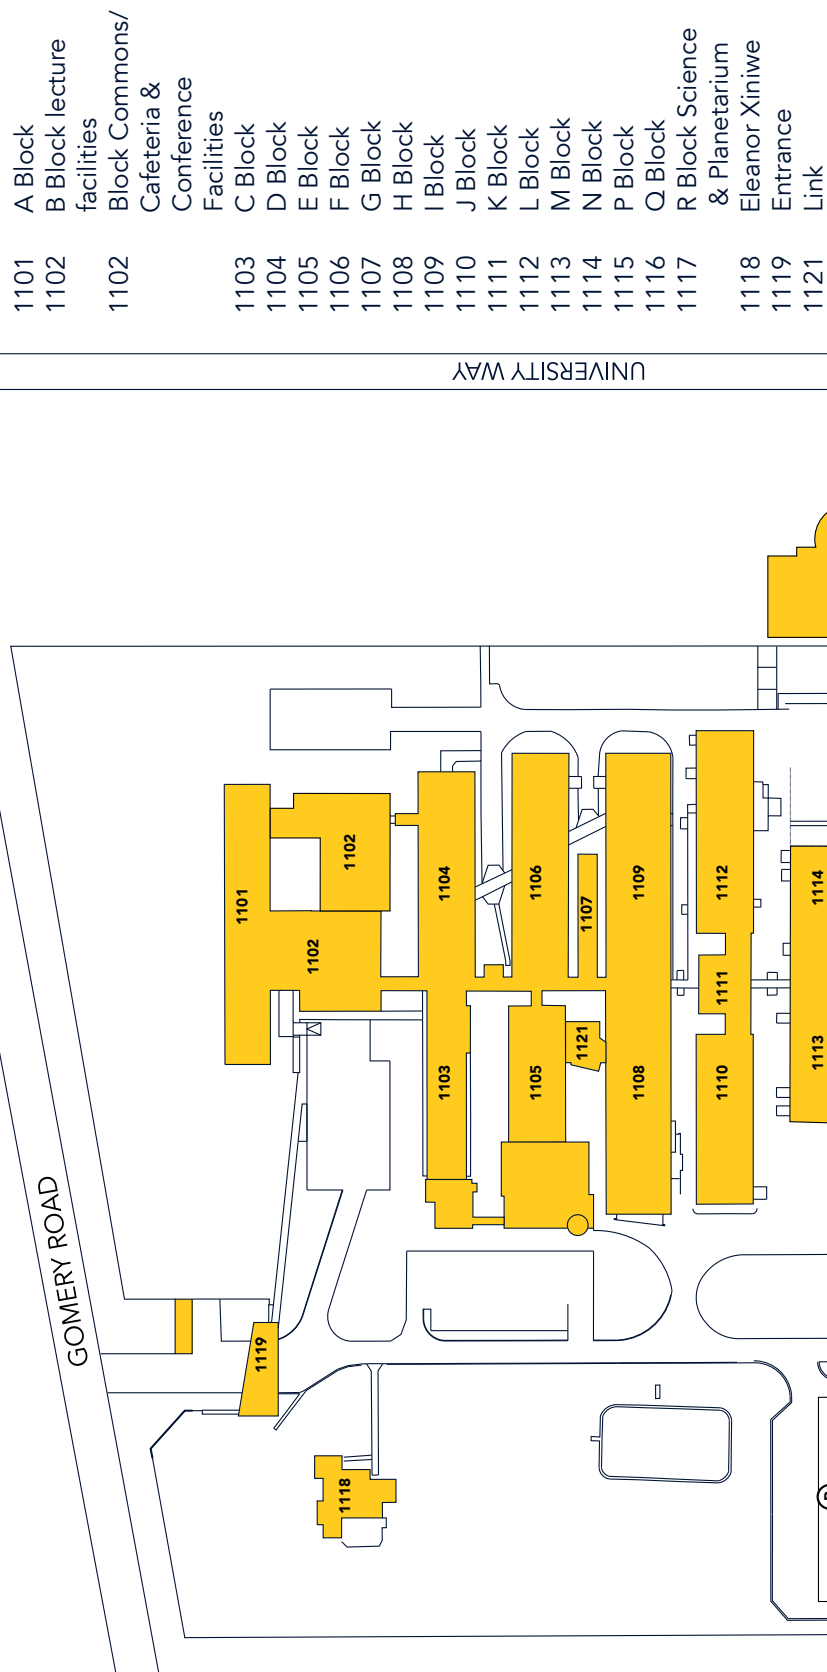 1101 A Block
1102 B Block lecture
facilities
1102 Block Commons/
Cafeteria &
Conference
Facilities
1103 C Block
1104 D Block
1105 E Block
1106 F Block
1107 G Block
1108 H Block
1109 I Block
1110 J Block
1111 K Block
1112 L Block
1113 M Block
1114 N Block
1115 P Block
1116 Q Block
1117 R Block Science
& Planetarium
1118 Eleanor Xiniwe
1119 Entrance
1121 Link
UNIVERSITY WAY
GOMERY ROAD
1101
1102
1102
1104
1106
1107
1109
1112
1114
1111
1103
1105
1121
1108
1110
1113
1119
1118